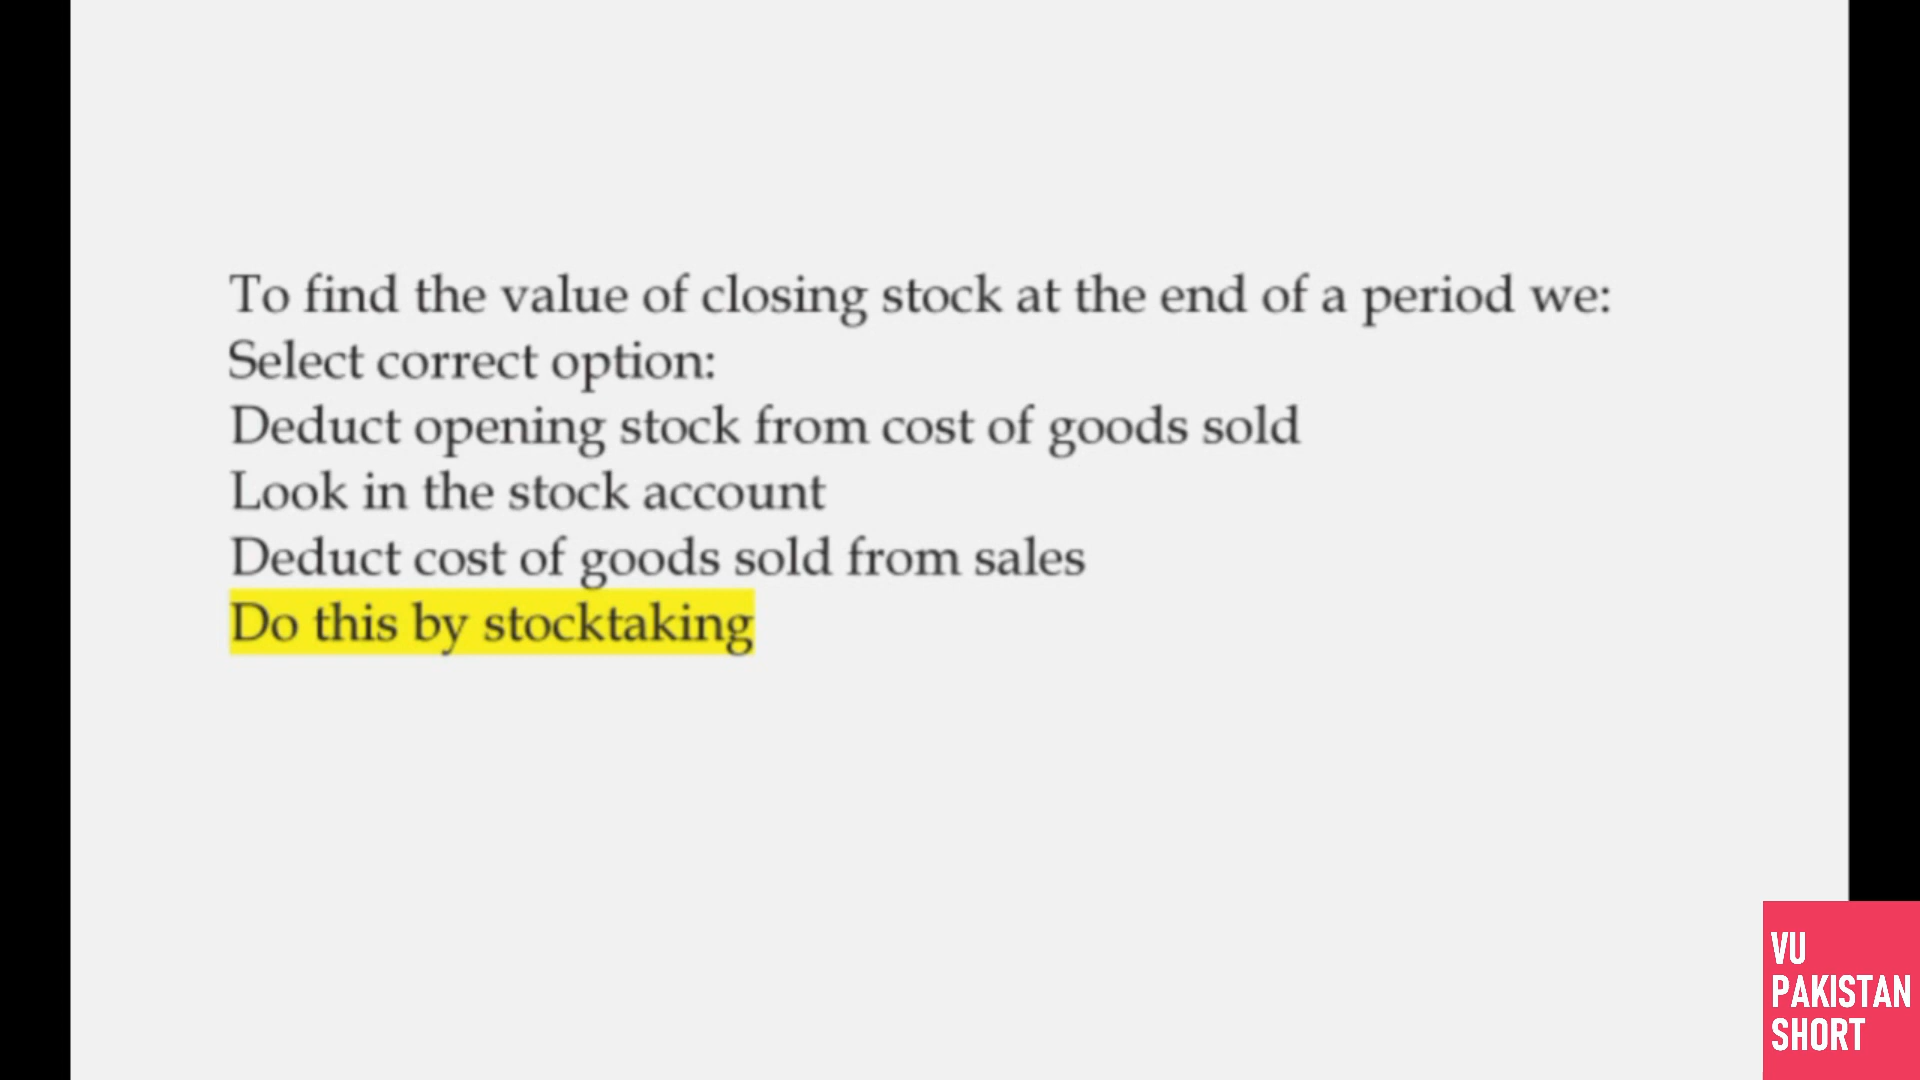 To find the value of closing stock at the end of a period we:
Select correct option:
Deduct opening stock from cost of goods sold
Look in the stock account
Deduct cost of goods sold from sales
Do this by stocktaking
VU
PAKISTAN
SHORT